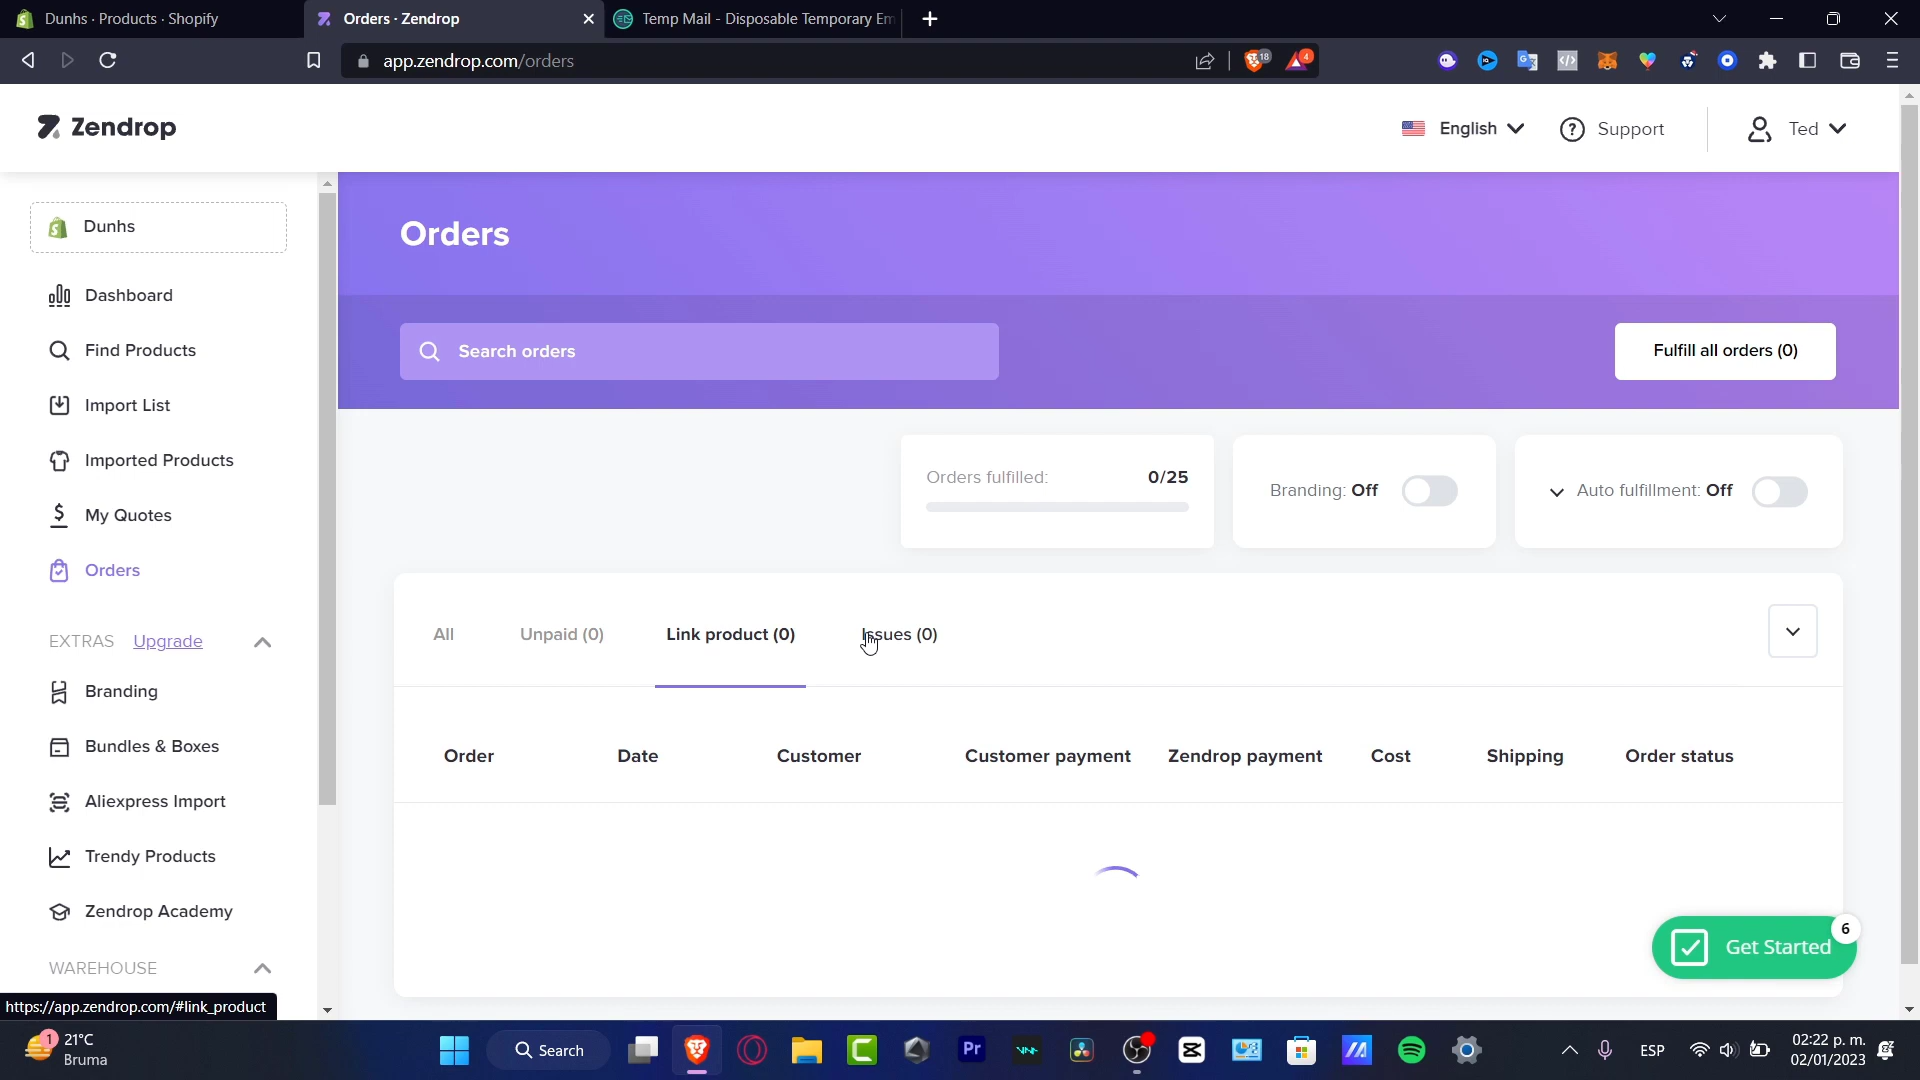 Dunhs · Products · Shopify
Orders · Zendrop
Temp Mail - Disposable Temporary Em
app.zendrop.com/orders
18
4
Zendrop
English
Support
Ted
Dunhs
Dashboard
Find Products
Import List
Imported Products
My Quotes
Orders
EXTRAS Upgrade
Branding
Bundles & Boxes
Aliexpress Import
Trendy Products
Zendrop Academy
WAREHOUSE
https://app.zendrop.com/#link_product
Orders
Search orders
Fulfill all orders (0)
Orders fulfilled: 0/25
Branding: Off
Auto fulfillment: Off
All Unpaid (0) Link product (0) Issues (0)
Order Date Customer Customer payment Zendrop payment Cost Shipping Order status
Get Started
6
1
21°C
Bruma
Search
Pr
ESP
02:22 p. m.
02/01/2023